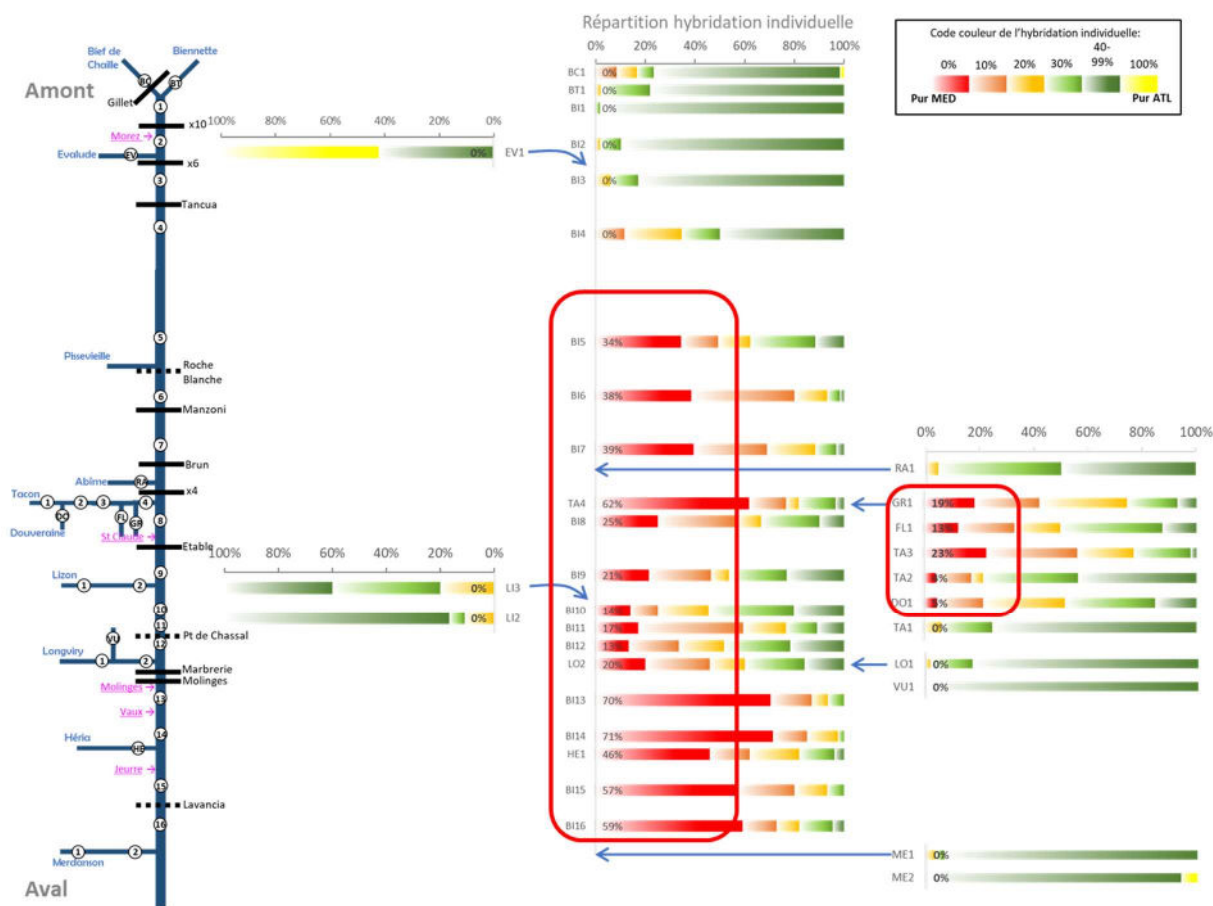 Répartition hybridation individuelle
0% 20% 40% 60% 80% 100%
Code couleur de l'hybridation individuelle:
0% 10% 20% 30% 40-99% 100%
Pur MED Pur ATL
Amont
Bief de Chaille
Biennette
BC
BT
Gillet
1
x10
Morez →
2
Evalude
EV
x6
3
Tancua
4
5
Pissevieille
Roche
Blanche
6
Manzoni
7
Brun
Abîme
RA
x4
Tacon
1 2 3 4
DO
FL
GR
Douveraine
8
St Claude →
Etable
9
Lizon
1 2
10
11
Pt de Chassal
VU
12
Longviry
1 2
Marbrerie
Molinges
Molinges →
13
Vaux →
14
Héria
HE
Jeurre →
15
Lavancia
16
1 2
Merdanson
Aval
100% 80% 60% 40% 20% 0%
0% EV1
100% 80% 60% 40% 20% 0%
0% LI3
0% LI2
BC1 0%
BT1 0%
BI1 0%
BI2 0%
BI3 0%
BI4 0%
BI5 34%
BI6 38%
BI7 39%
TA4 62%
BI8 25%
BI9 21%
BI10 14%
BI11 17%
BI12 13%
LO2 20%
BI13 70%
BI14 71%
HE1 46%
BI15 57%
BI16 59%
0% 20% 40% 60% 80% 100%
RA1
GR1 19%
FL1 13%
TA3 23%
TA2
DO1
TA1 0%
LO1 0%
VU1 0%
ME1 0%
ME2 0%